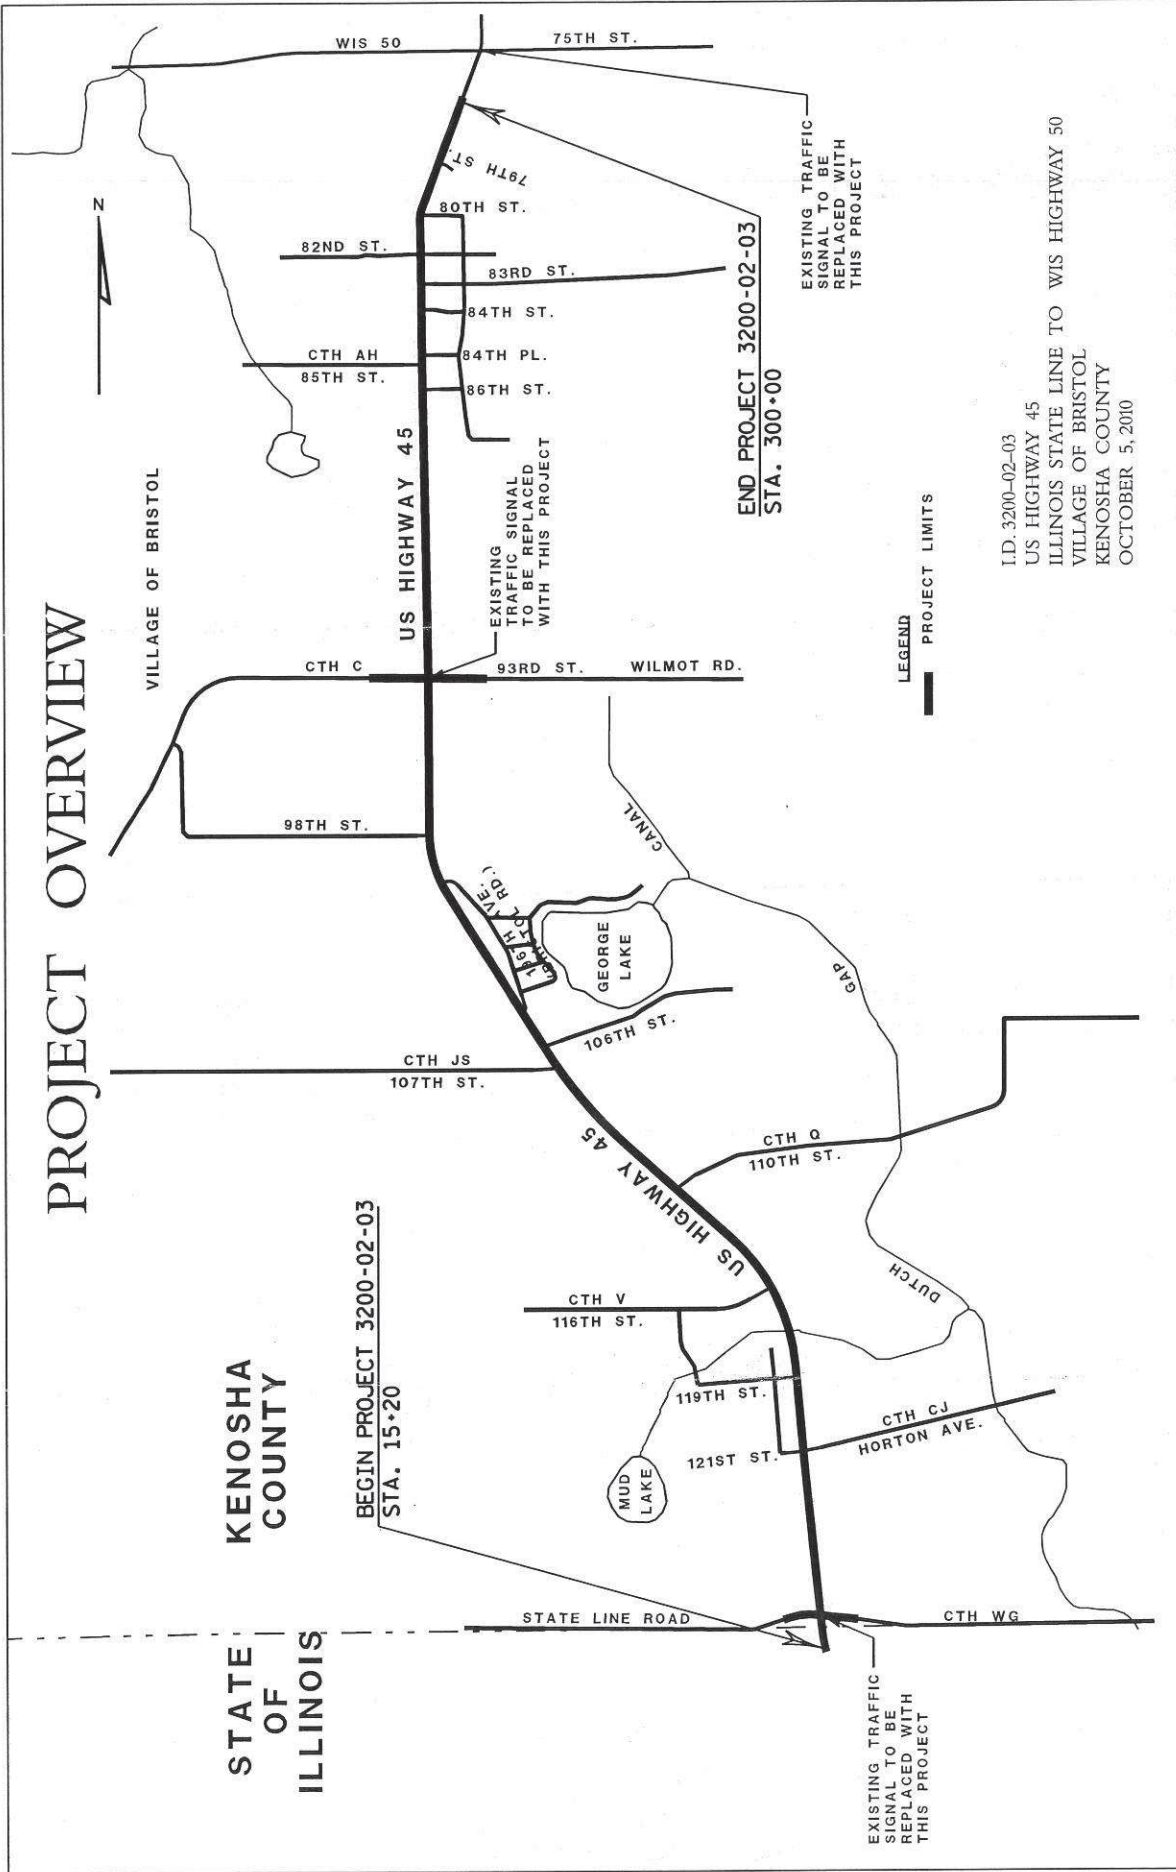 PROJECT OVERVIEW
STATE
OF
ILLINOIS
KENOSHA
COUNTY
VILLAGE OF BRISTOL
N
BEGIN PROJECT 3200-02-03
STA. 15+20
STATE LINE ROAD
CTH WG
EXISTING TRAFFIC
SIGNAL TO BE
REPLACED WITH
THIS PROJECT
MUD
LAKE
121ST ST.
119TH ST.
CTH CJ
HORTON AVE.
CTH V
116TH ST.
DUTCH
GAP
CANAL
US HIGHWAY 45
CTH Q
110TH ST.
CTH JS
107TH ST.
106TH ST.
GEORGE
LAKE
AVE.
RD.)
98TH ST.
CTH C
93RD ST.
WILMOT RD.
EXISTING
TRAFFIC SIGNAL
TO BE REPLACED
WITH THIS PROJECT
US HIGHWAY 45
86TH ST.
84TH PL.
CTH AH
85TH ST.
84TH ST.
83RD ST.
82ND ST.
80TH ST.
79TH ST.
WIS 50
75TH ST.
END PROJECT 3200-02-03
STA. 300+00
EXISTING TRAFFIC
SIGNAL TO BE
REPLACED WITH
THIS PROJECT
LEGEND
PROJECT LIMITS
I.D. 3200-02-03
US HIGHWAY 45
ILLINOIS STATE LINE TO WIS HIGHWAY 50
VILLAGE OF BRISTOL
KENOSHA COUNTY
OCTOBER 5, 2010